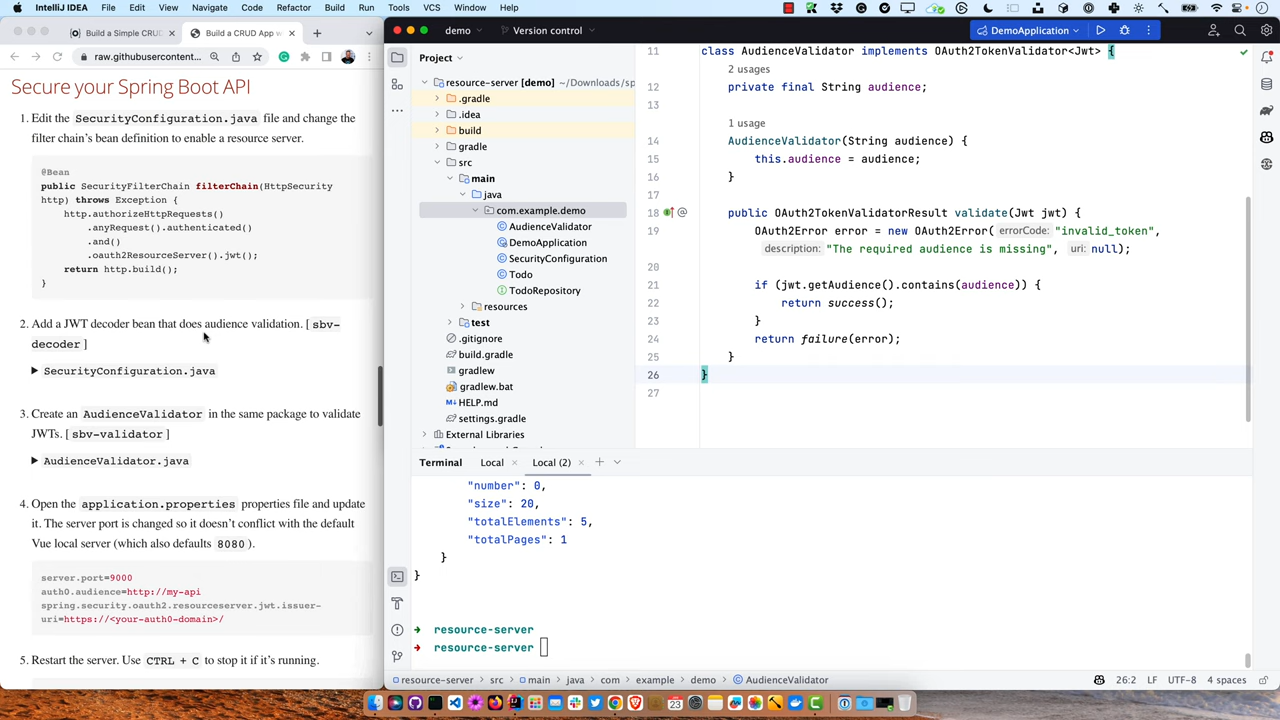 IntelliJ IDEA File Edit View Navigate Code Refactor Build Run Tools VCS Window Help
Build a Simple CRUD
Build a CRUD App w
raw.githubusercontent…
Secure your Spring Boot API
1. Edit the SecurityConfiguration.java file and change the
filter chain's bean definition to enable a resource server.
@Bean
public SecurityFilterChain filterChain(HttpSecurity
http) throws Exception {
http.authorizeHttpRequests()
.anyRequest().authenticated()
.and()
.oauth2ResourceServer().jwt();
return http.build();
}
2. Add a JWT decoder bean that does audience validation. [ sbv-
decoder ]
SecurityConfiguration.java
3. Create an AudienceValidator in the same package to validate
JWTs. [ sbv-validator ]
AudienceValidator.java
4. Open the application.properties properties file and update
it. The server port is changed so it doesn't conflict with the default
Vue local server (which also defaults 8080 ).
server.port=9000
auth0.audience=http://my-api
spring.security.oauth2.resourceserver.jwt.issuer-
uri=https://<your-auth0-domain>/
5. Restart the server. Use CTRL + C to stop it if it's running.
demo
Version control
DemoApplication
Project
resource-server [demo] ~/Downloads/sp
.gradle
.idea
build
gradle
src
main
java
com.example.demo
AudienceValidator
DemoApplication
SecurityConfiguration
Todo
TodoRepository
resources
test
.gitignore
build.gradle
gradlew
gradlew.bat
HELP.md
settings.gradle
External Libraries
11 class AudienceValidator implements OAuth2TokenValidator<Jwt> {
2 usages
12 private final String audience;
13
1 usage
14 AudienceValidator(String audience) {
15 this.audience = audience;
16 }
17
18 public OAuth2TokenValidatorResult validate(Jwt jwt) {
19 OAuth2Error error = new OAuth2Error( errorCode: "invalid_token",
description: "The required audience is missing", uri: null);
20
21 if (jwt.getAudience().contains(audience)) {
22 return success();
23 }
24 return failure(error);
25 }
26 }
27
Terminal Local Local (2)
"number": 0,
"size": 20,
"totalElements": 5,
"totalPages": 1
}
}
resource-server
resource-server
resource-server src main java com example demo AudienceValidator
26:2 LF UTF-8 4 spaces
23